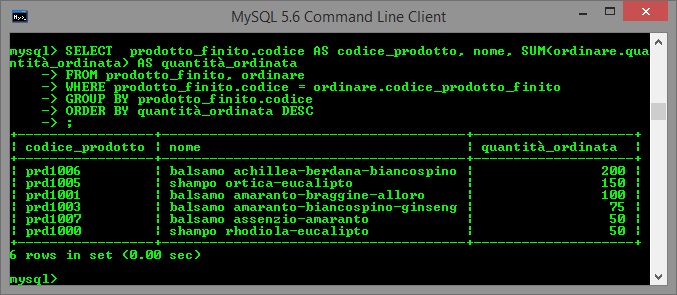 MySQL 5.6 Command Line Client
mysql> SELECT  prodotto_finito.codice AS codice_prodotto, nome, SUM(ordinare.qua
ntità_ordinata) AS quantità_ordinata
    -> FROM prodotto_finito, ordinare
    -> WHERE prodotto_finito.codice = ordinare.codice_prodotto_finito
    -> GROUP BY prodotto_finito.codice
    -> ORDER BY quantità_ordinata DESC
    -> ;
+-----------------+--------------------------------------+-------------------+
| codice_prodotto | nome                                 | quantità_ordinata |
+-----------------+--------------------------------------+-------------------+
| prd1006         | balsamo achillea-berdana-biancospino |               200 |
| prd1005         | shampo ortica-eucalipto              |               150 |
| prd1001         | balsamo amaranto-braggine-alloro     |               100 |
| prd1003         | balsamo amaranto-biancospino-ginseng |                75 |
| prd1007         | balsamo assenzio-amaranto            |                50 |
| prd1000         | shampo rhodiola-eucalipto            |                50 |
+-----------------+--------------------------------------+-------------------+
6 rows in set (0.00 sec)
mysql>